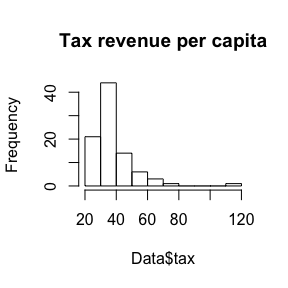 Tax revenue per capita
Frequency
40
20
0
20 40 60 80 120
Data$tax